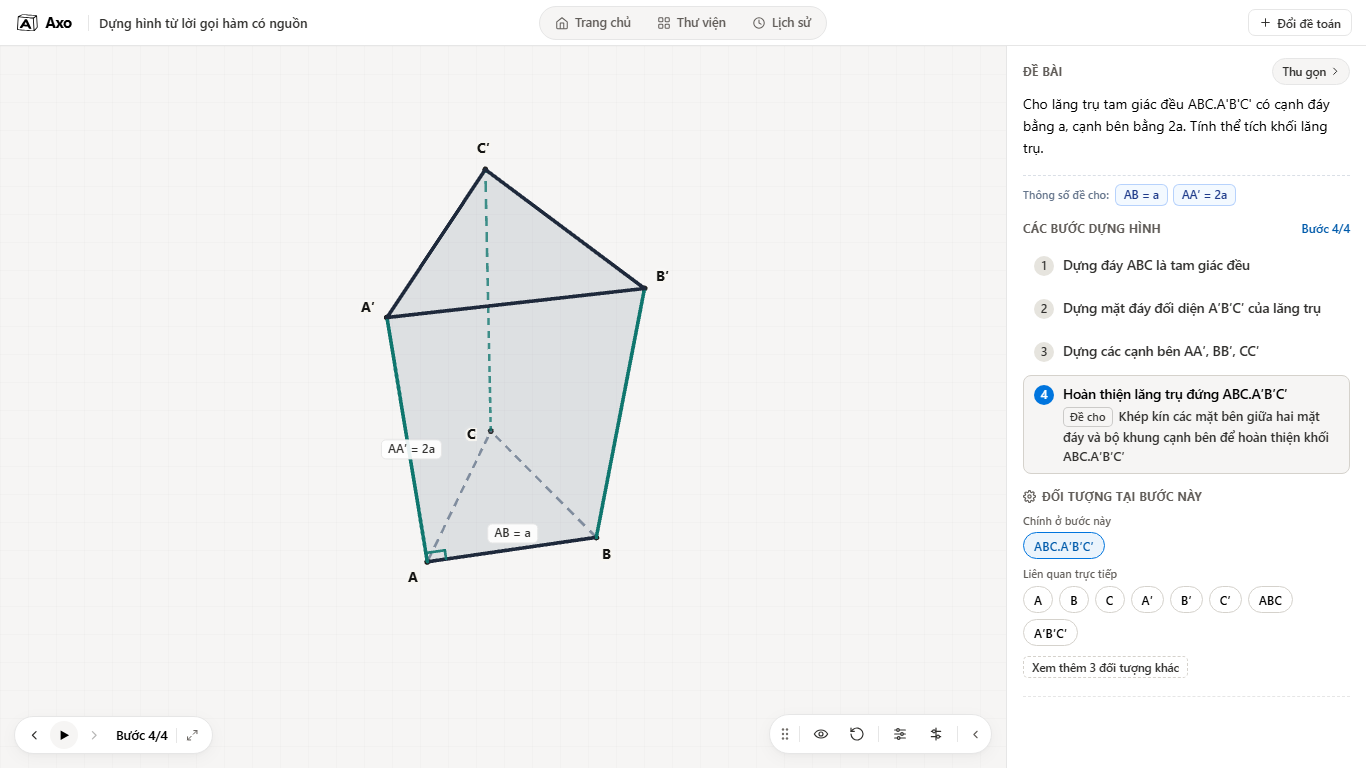 Axo
Dựng hình từ lời gọi hàm có nguồn
Trang chủ
Thư viện
Lịch sử
Đổi đề toán
C′
B′
A′
C
AA′ = 2a
AB = a
B
A
Bước 4/4
ĐỀ BÀI
Thu gọn
Cho lăng trụ tam giác đều ABC.A'B'C' có cạnh đáy
bằng a, cạnh bên bằng 2a. Tính thể tích khối lăng
trụ.
Thông số đề cho: AB = a AA′ = 2a
CÁC BƯỚC DỰNG HÌNH
Bước 4/4
1 Dựng đáy ABC là tam giác đều
2 Dựng mặt đáy đối diện A′B′C′ của lăng trụ
3 Dựng các cạnh bên AA′, BB′, CC′
4 Hoàn thiện lăng trụ đứng ABC.A′B′C′
Đề cho Khép kín các mặt bên giữa hai mặt
đáy và bộ khung cạnh bên để hoàn thiện khối
ABC.A′B′C′
ĐỐI TƯỢNG TẠI BƯỚC NÀY
Chính ở bước này
ABC.A′B′C′
Liên quan trực tiếp
A B C A′ B′ C′ ABC
A′B′C′
Xem thêm 3 đối tượng khác